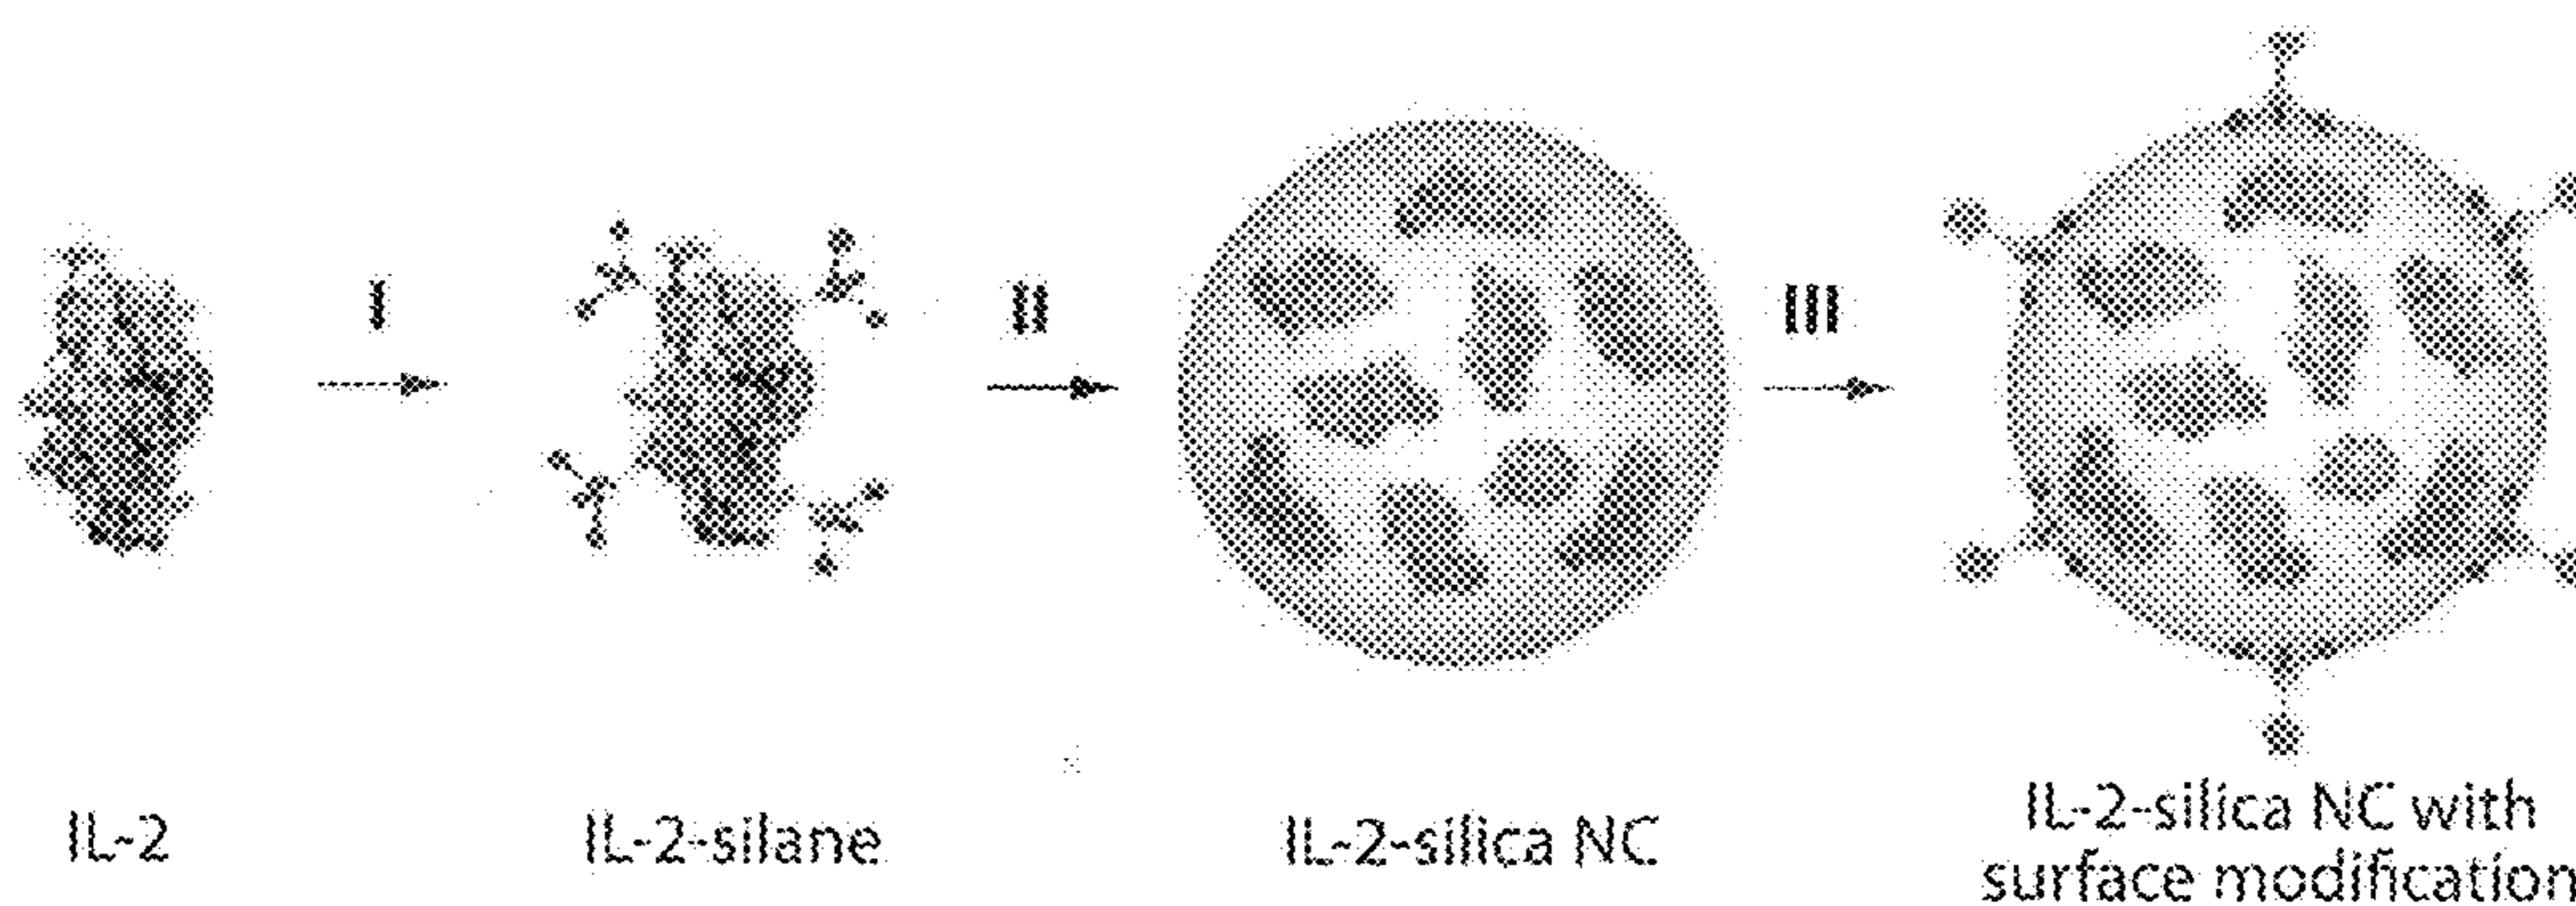 I
II
III
IL-2
IL-2-silane
IL-2-silica NC
IL-2-silica NC with
surface modification